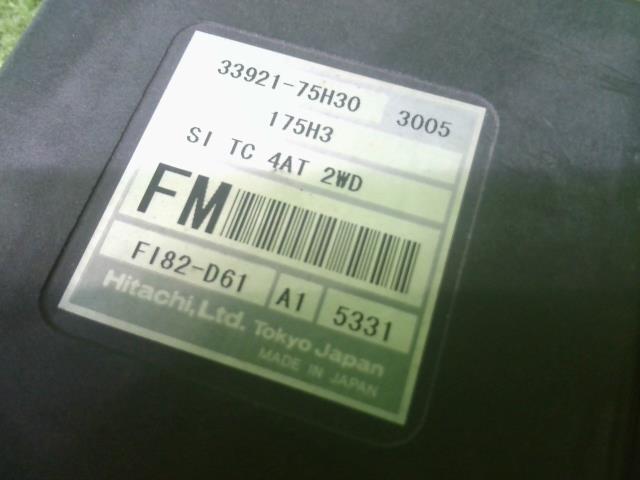 33921-75H30 3005
175H3
SI TC 4AT 2WD
FM
FI82-D61 A1 5331
Hitachi, Ltd. Tokyo Japan
MADE IN JAPAN